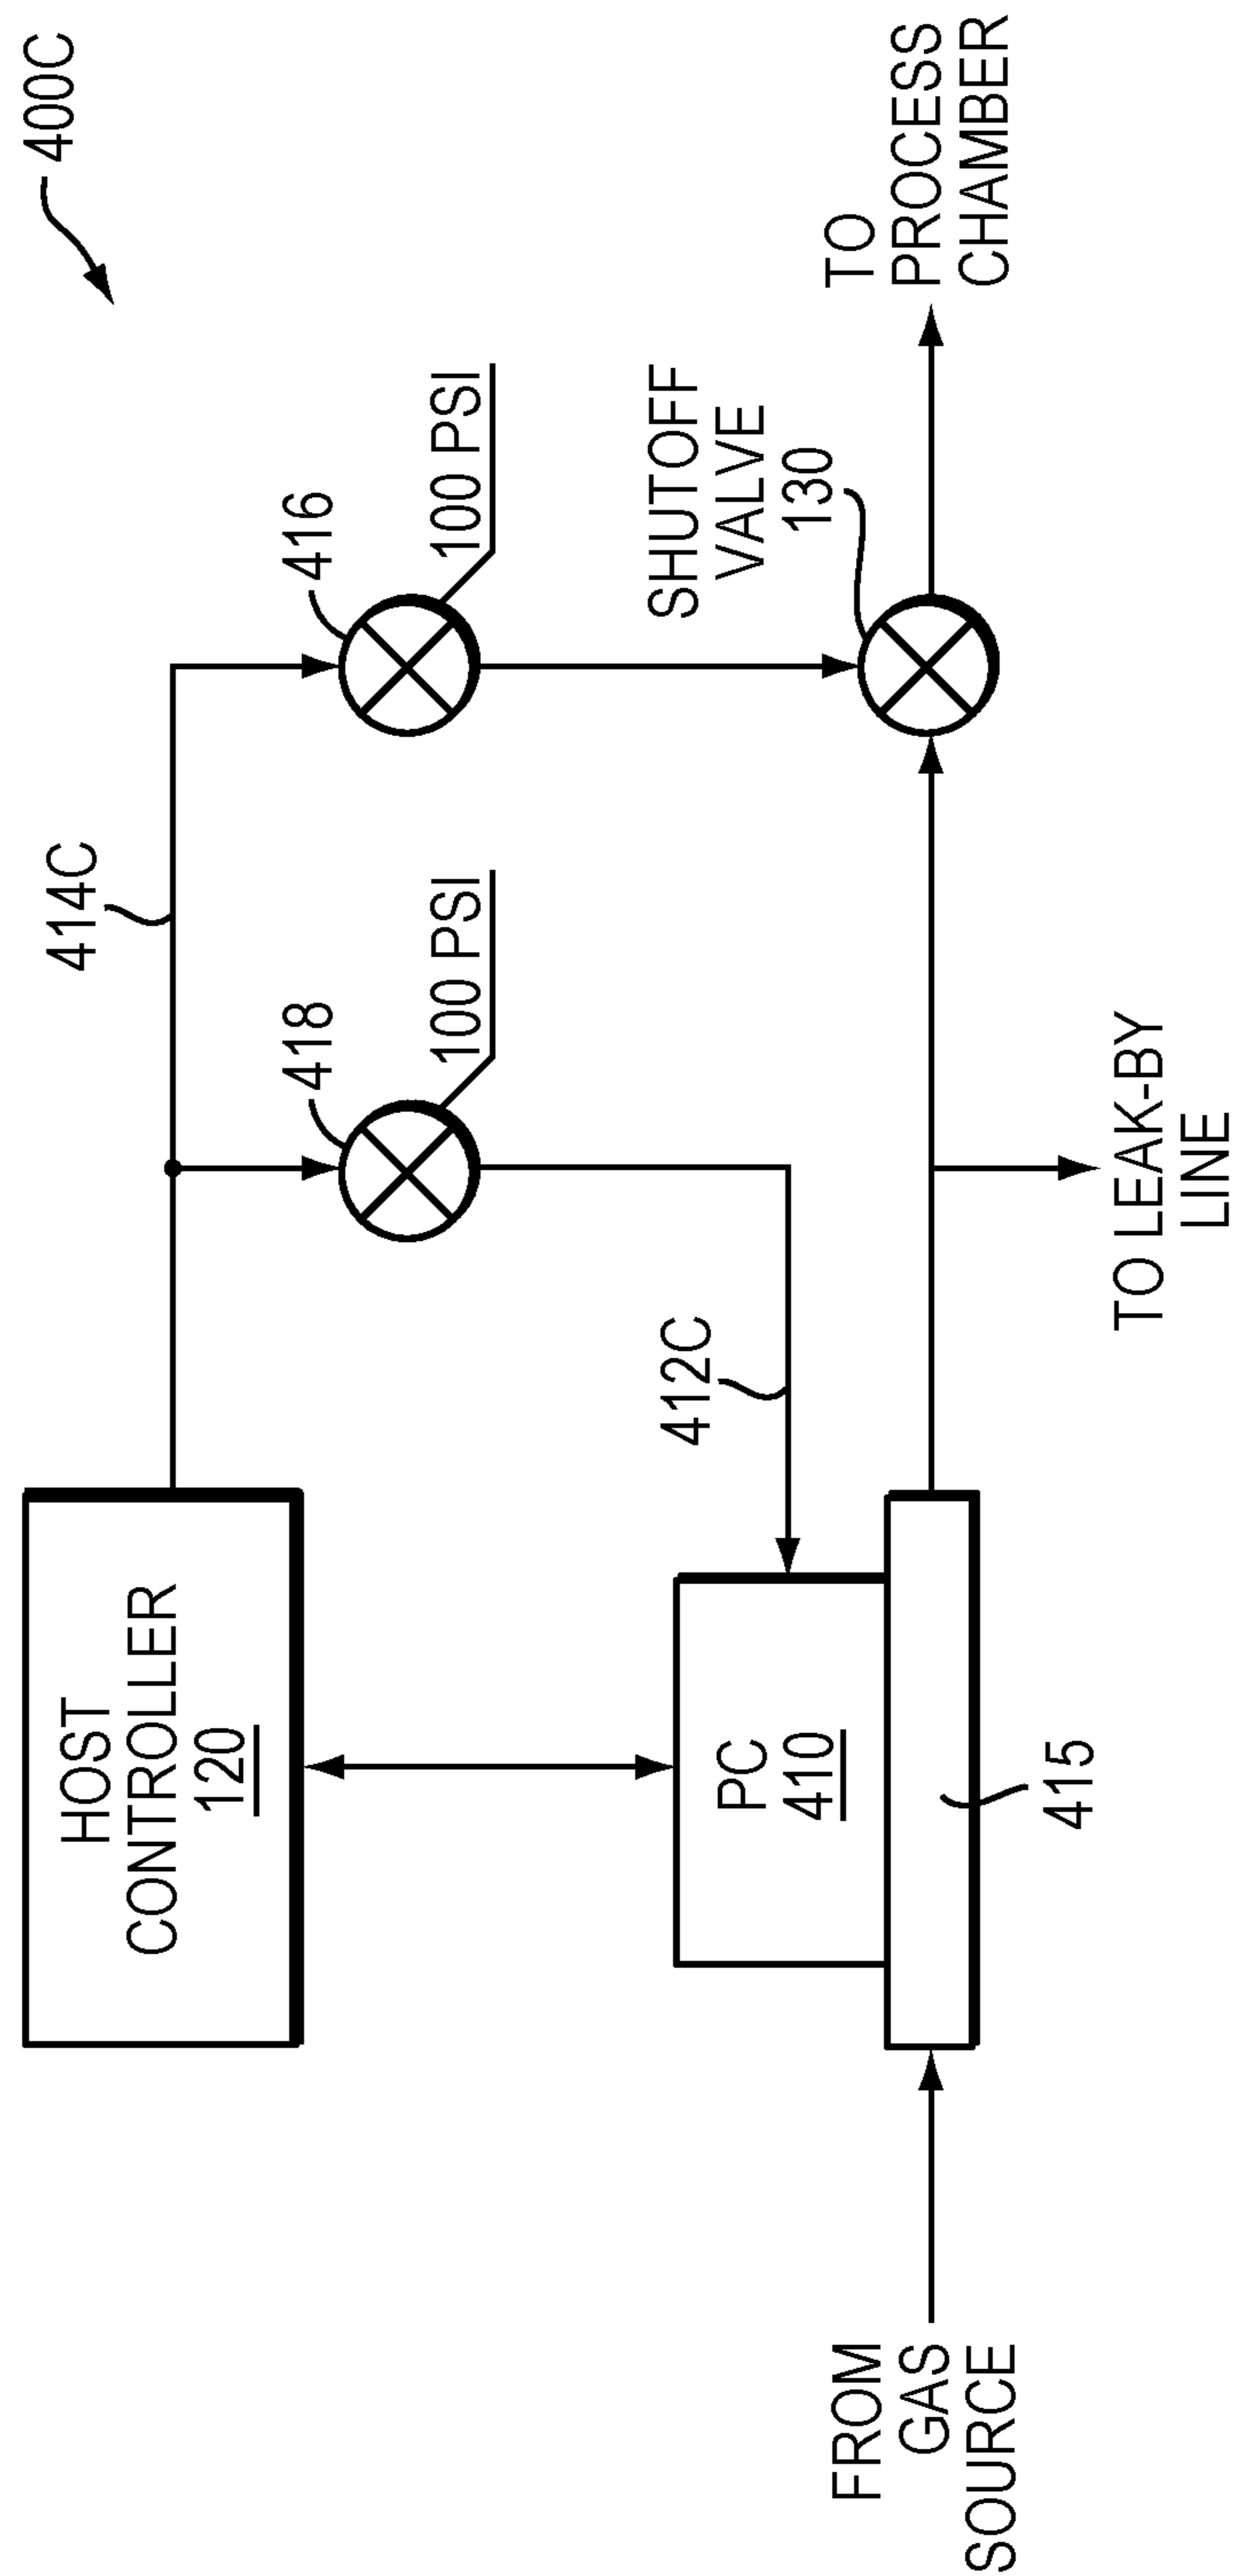 400C
414C
HOST
CONTROLLER
120
418
416
100 PSI
100 PSI
412C
SHUTOFF
VALVE
130
PC
410
FROM
GAS
SOURCE
415
TO LEAK-BY
LINE
TO
PROCESS
CHAMBER